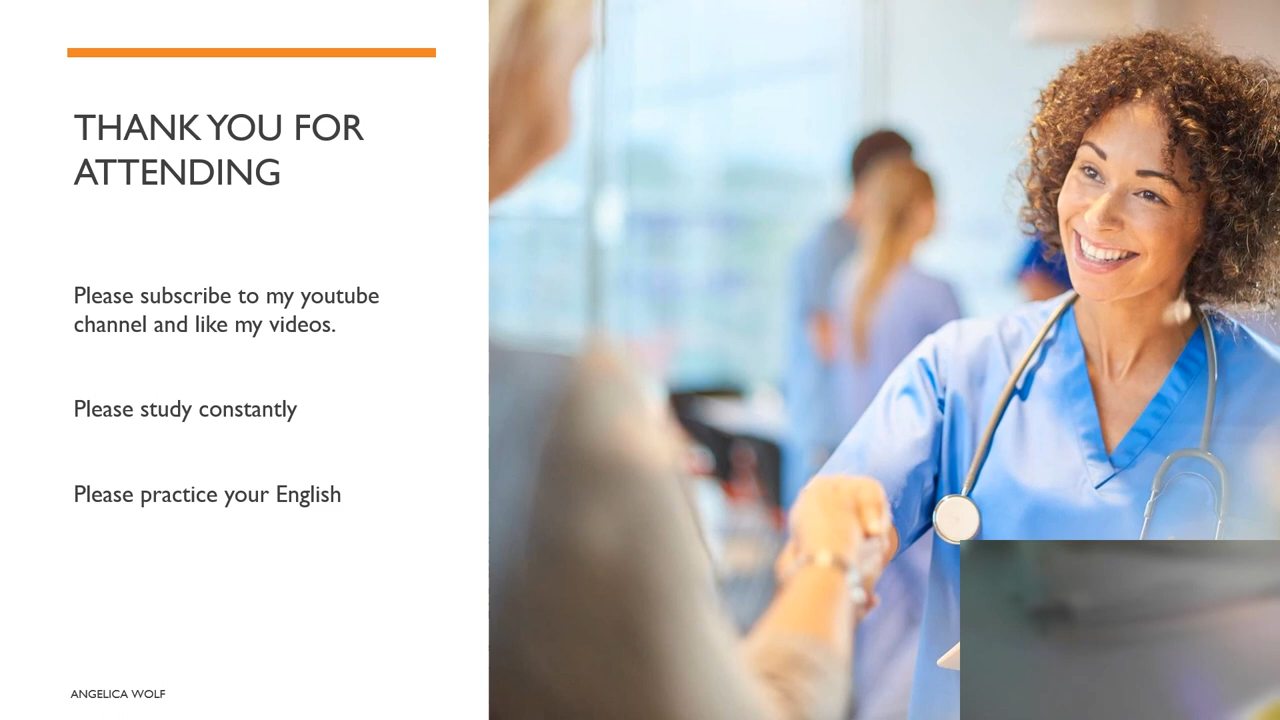 THANK YOU FOR
ATTENDING
Please subscribe to my youtube
channel and like my videos.
Please study constantly
Please practice your English
ANGELICA WOLF